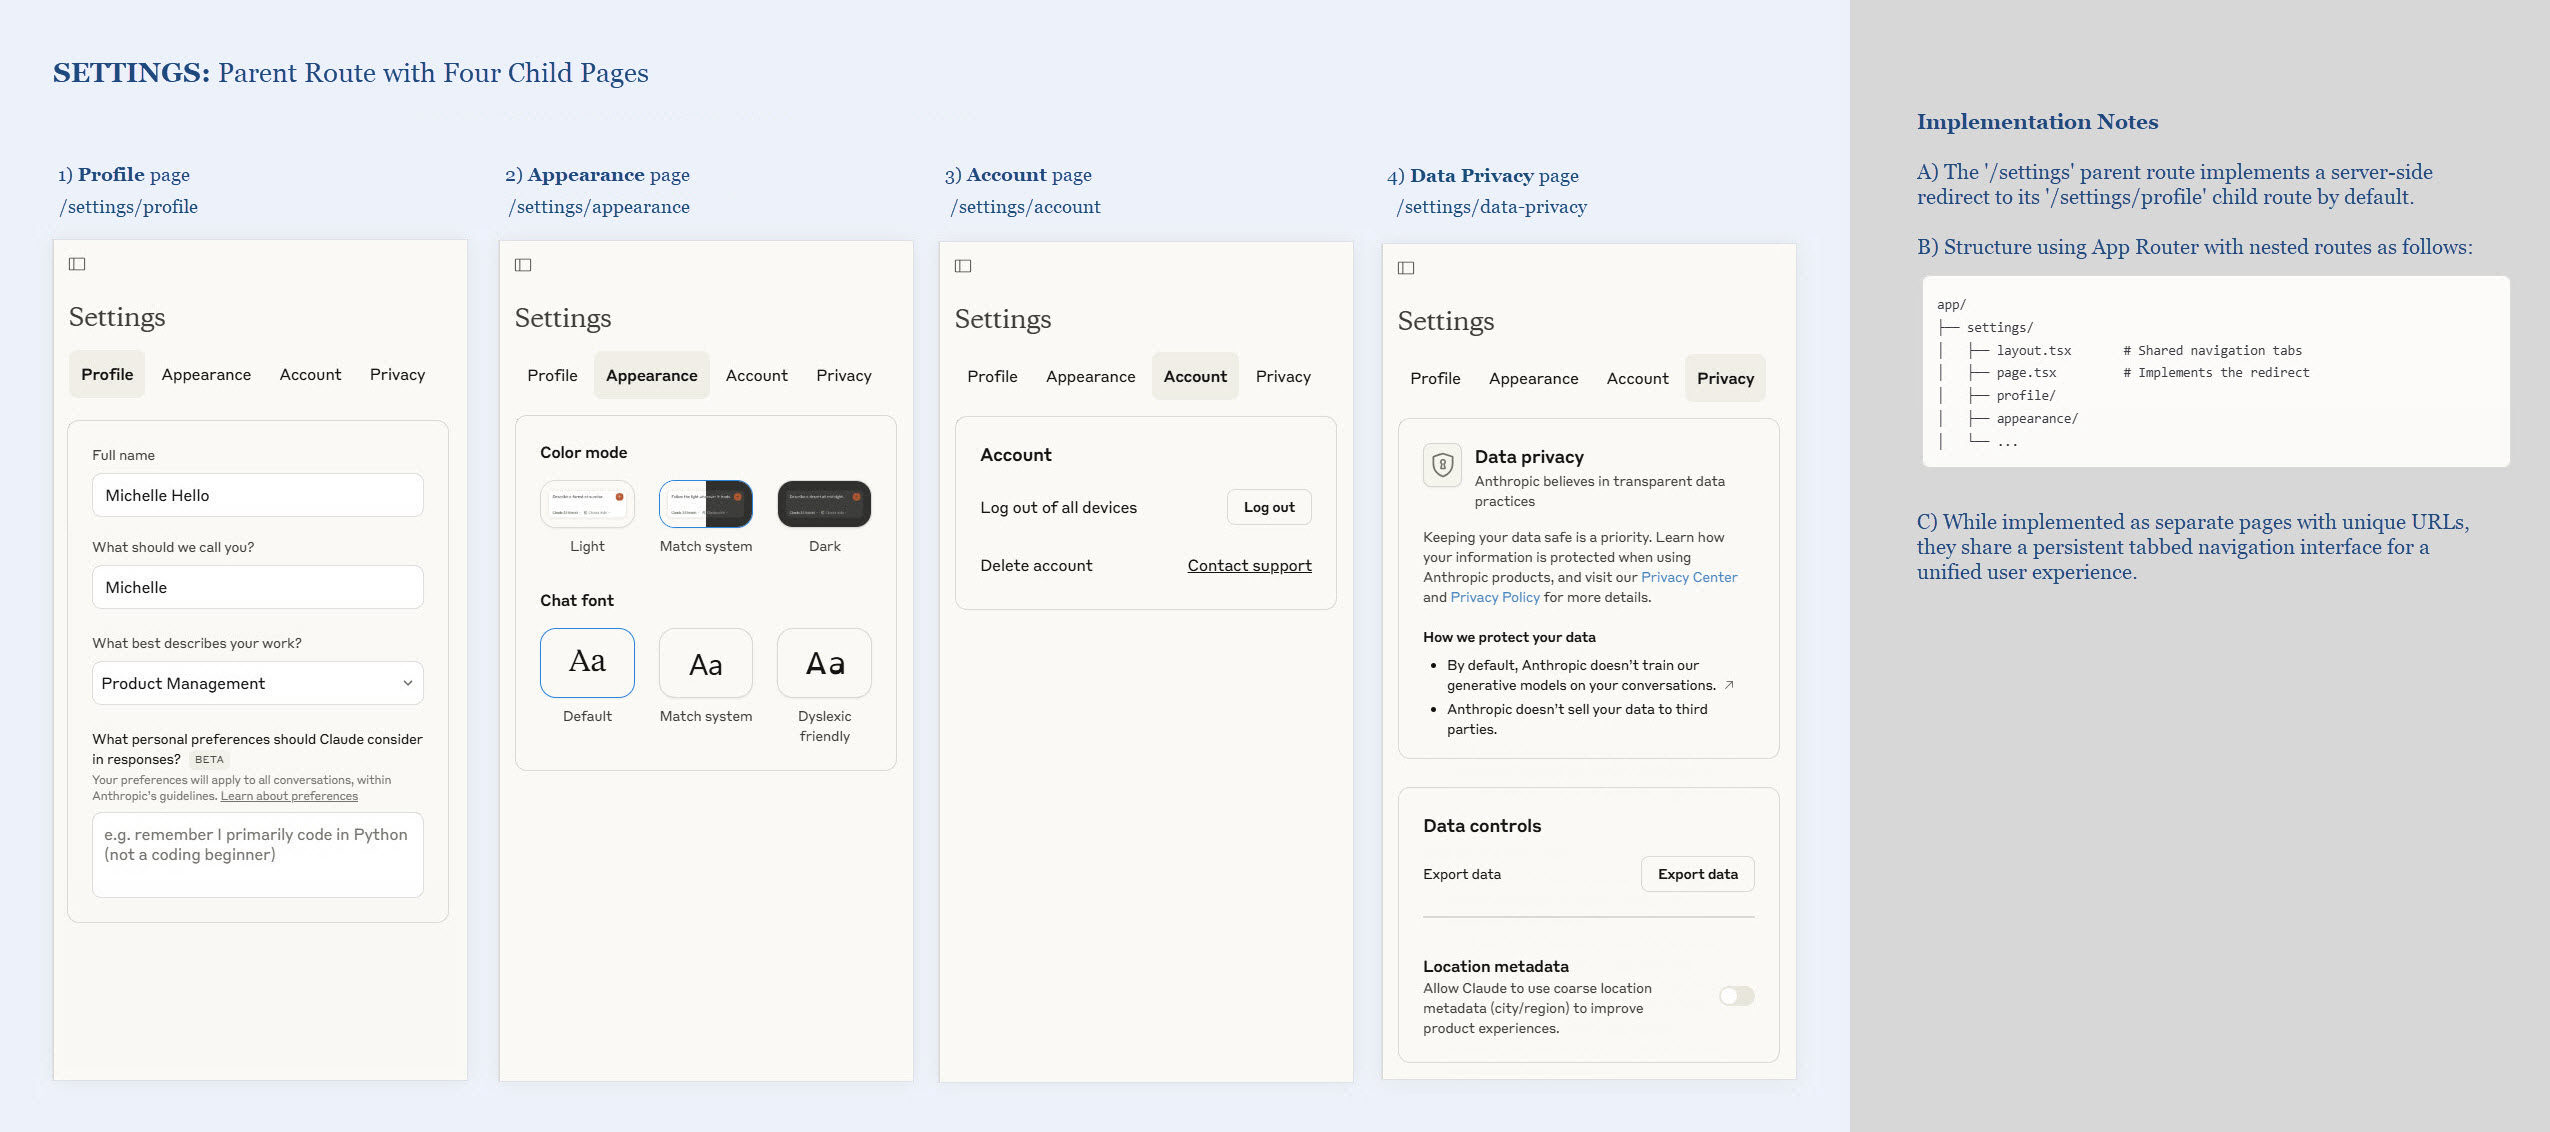 SETTINGS: Parent Route with Four Child Pages
1) Profile page
/settings/profile
Settings
Profile Appearance Account Privacy
Full name
Michelle Hello
What should we call you?
Michelle
What best describes your work?
Product Management
What personal preferences should Claude consider
in responses? BETA
Your preferences will apply to all conversations, within
Anthropic's guidelines. Learn about preferences
e.g. remember I primarily code in Python
(not a coding beginner)
2) Appearance page
/settings/appearance
Settings
Profile Appearance Account Privacy
Color mode
Light Match system Dark
Chat font
Aa Aa Aa
Default Match system Dyslexic
friendly
3) Account page
/settings/account
Settings
Profile Appearance Account Privacy
Account
Log out of all devices Log out
Delete account Contact support
4) Data Privacy page
/settings/data-privacy
Settings
Profile Appearance Account Privacy
Data privacy
Anthropic believes in transparent data
practices
Keeping your data safe is a priority. Learn how
your information is protected when using
Anthropic products, and visit our Privacy Center
and Privacy Policy for more details.
How we protect your data
• By default, Anthropic doesn't train our
generative models on your conversations. ↗
• Anthropic doesn't sell your data to third
parties.
Data controls
Export data Export data
Location metadata
Allow Claude to use coarse location
metadata (city/region) to improve
product experiences.
Implementation Notes
A) The '/settings' parent route implements a server-side
redirect to its '/settings/profile' child route by default.
B) Structure using App Router with nested routes as follows:
app/
├── settings/
│   ├── layout.tsx # Shared navigation tabs
│   ├── page.tsx # Implements the redirect
│   ├── profile/
│   ├── appearance/
│   └── ...
C) While implemented as separate pages with unique URLs,
they share a persistent tabbed navigation interface for a
unified user experience.